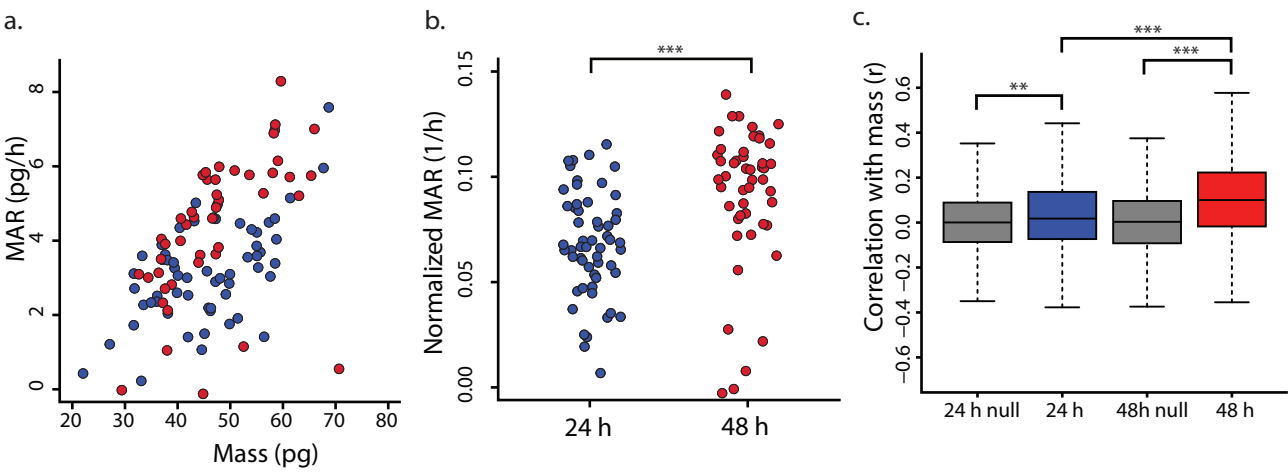 a.
MAR (pg/h)
8
6
4
2
0
20 30 40 50 60 70 80
Mass (pg)
b.
Normalized MAR (1/h)
0.15
0.10
0.05
0.00
***
24 h 48 h
c.
Correlation with mass (r)
0.6
0.4
0.2
0.0
−0.2
−0.4
−0.6
***
***
**
24 h null 24 h 48h null 48 h